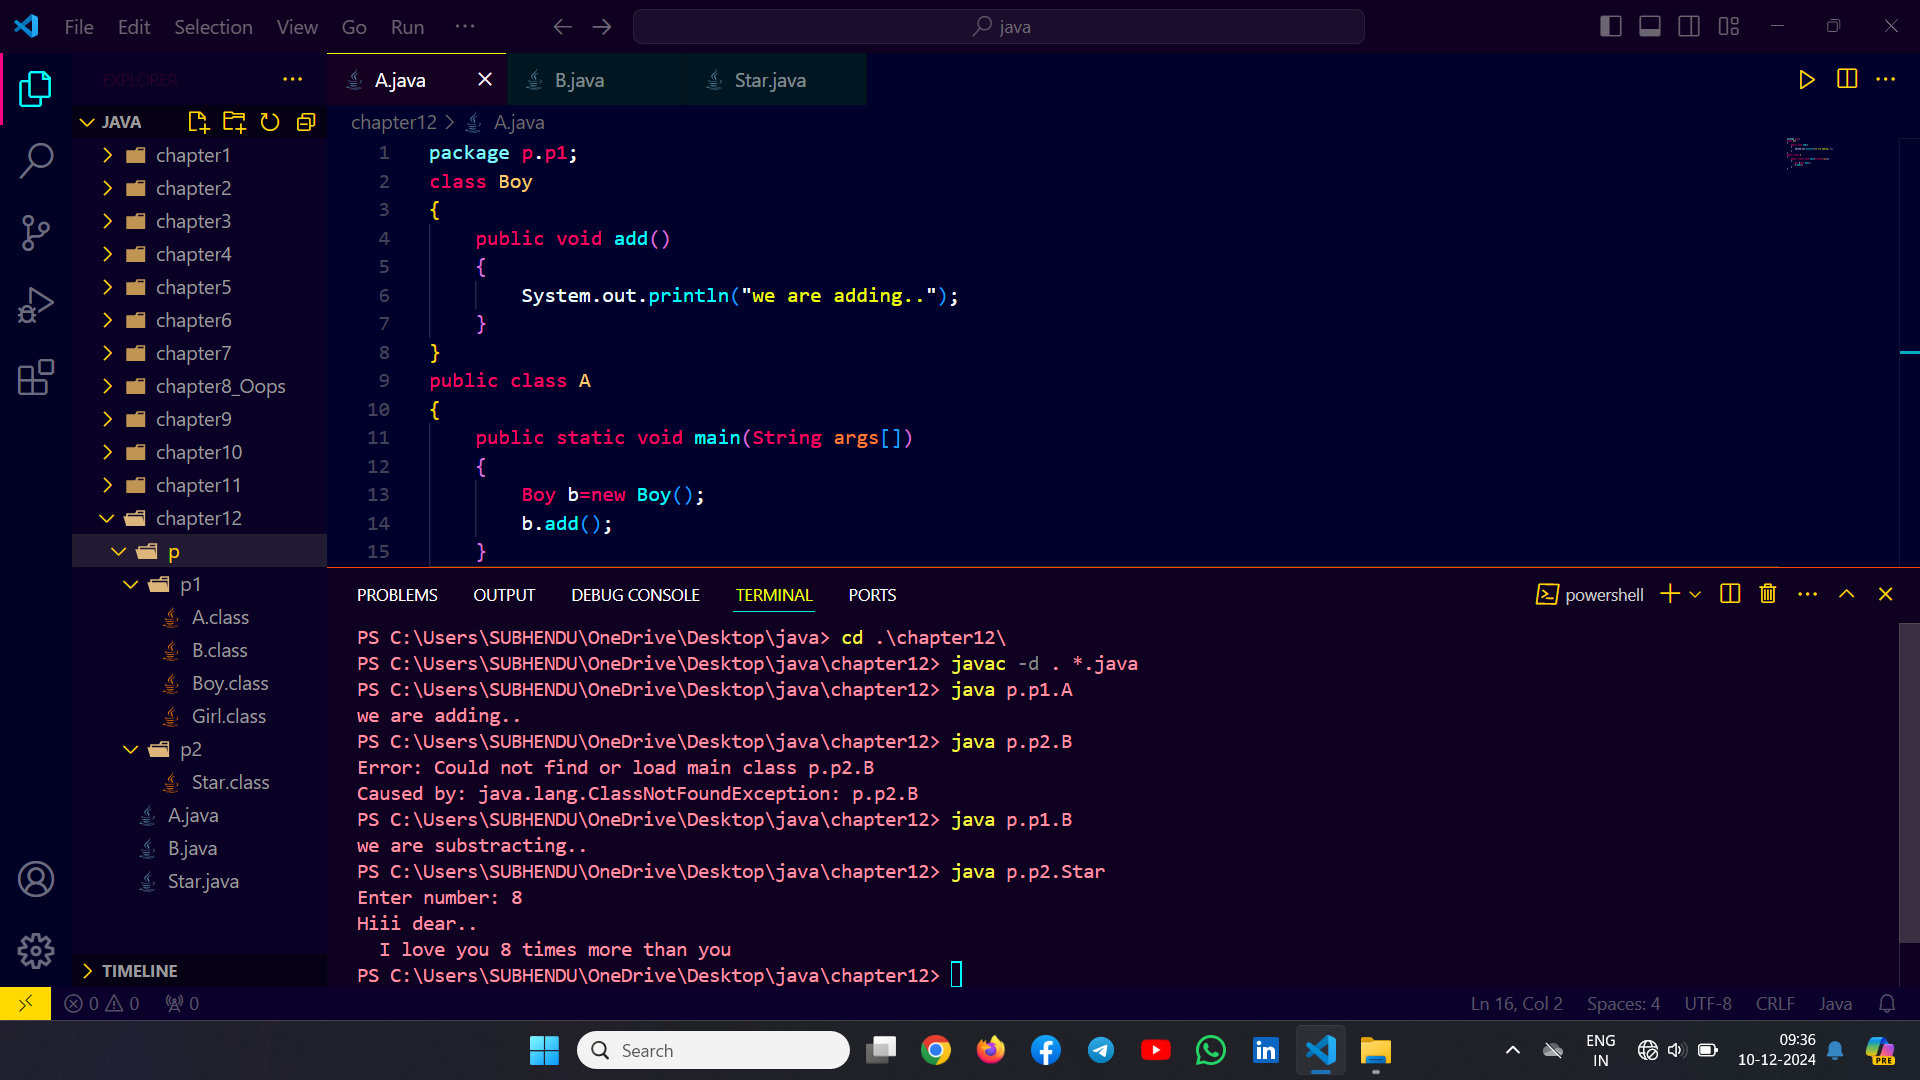 File Edit Selection View Go Run ··· java
EXPLORER ···
A.java B.java Star.java
JAVA
chapter12 > A.java
chapter1
chapter2
chapter3
chapter4
chapter5
chapter6
chapter7
chapter8_Oops
chapter9
chapter10
chapter11
chapter12
p
p1
A.class
B.class
Boy.class
Girl.class
p2
Star.class
A.java
B.java
Star.java
TIMELINE
1 package p.p1;
2 class Boy
3 {
4 public void add()
5 {
6 System.out.println("we are adding..");
7 }
8 }
9 public class A
10 {
11 public static void main(String args[])
12 {
13 Boy b=new Boy();
14 b.add();
15 }
PROBLEMS OUTPUT DEBUG CONSOLE TERMINAL PORTS powershell
PS C:\Users\SUBHENDU\OneDrive\Desktop\java> cd .\chapter12\
PS C:\Users\SUBHENDU\OneDrive\Desktop\java\chapter12> javac -d . *.java
PS C:\Users\SUBHENDU\OneDrive\Desktop\java\chapter12> java p.p1.A
we are adding..
PS C:\Users\SUBHENDU\OneDrive\Desktop\java\chapter12> java p.p2.B
Error: Could not find or load main class p.p2.B
Caused by: java.lang.ClassNotFoundException: p.p2.B
PS C:\Users\SUBHENDU\OneDrive\Desktop\java\chapter12> java p.p1.B
we are substracting..
PS C:\Users\SUBHENDU\OneDrive\Desktop\java\chapter12> java p.p2.Star
Enter number: 8
Hiii dear..
I love you 8 times more than you
PS C:\Users\SUBHENDU\OneDrive\Desktop\java\chapter12>
0 0 0 Ln 16, Col 2 Spaces: 4 UTF-8 CRLF Java
Search
ENG
IN
09:36
10-12-2024
PRE